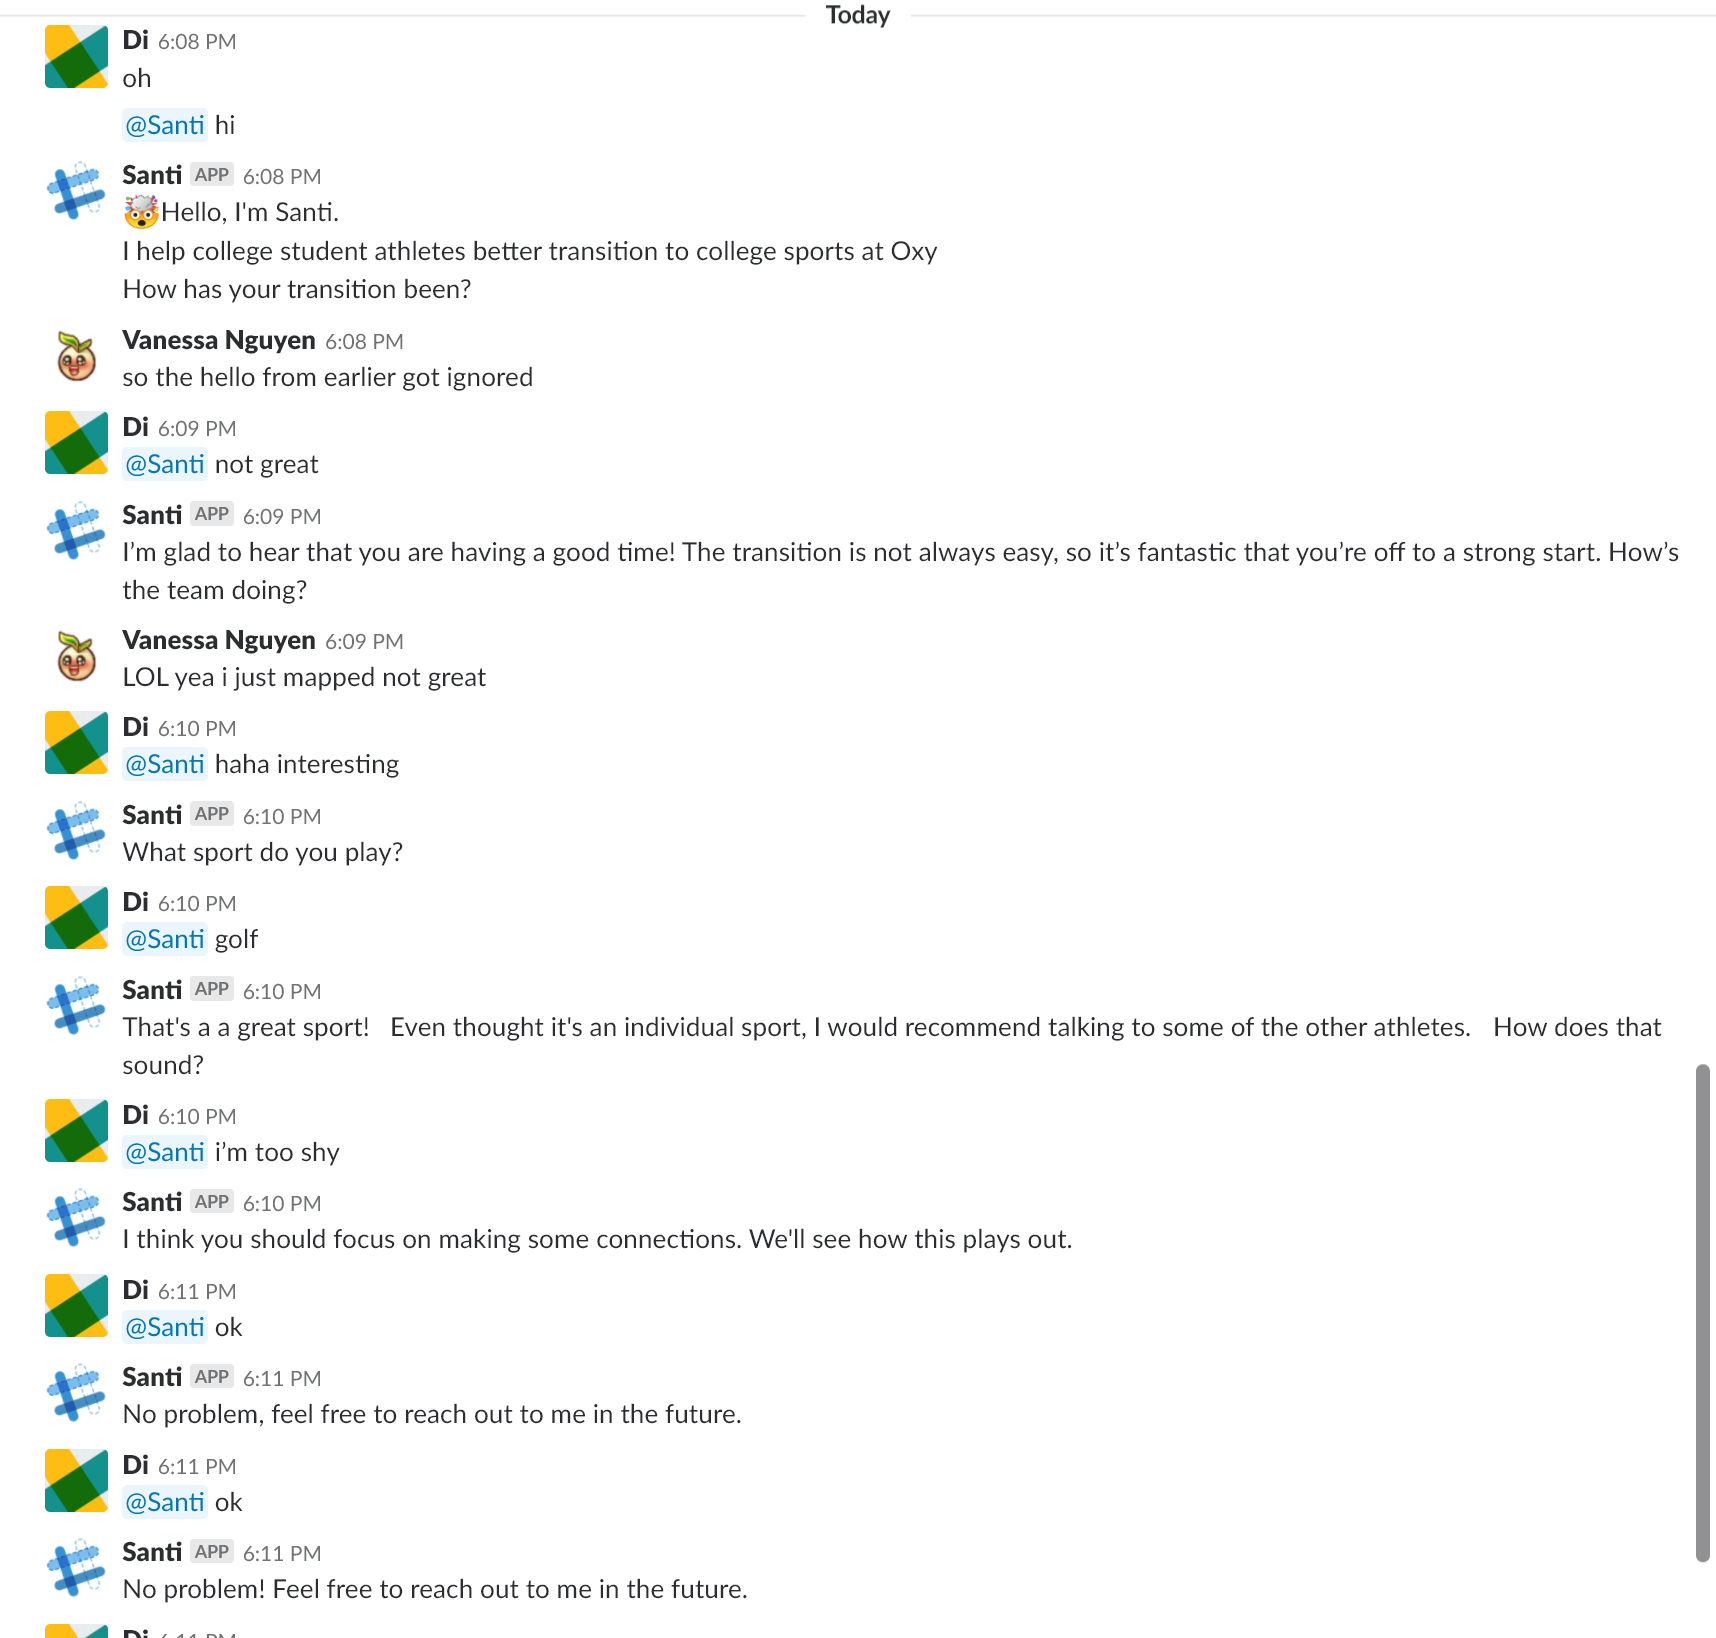 Today
Di 6:08 PM
oh
@Santi hi
Santi APP 6:08 PM
🤯Hello, I'm Santi.
I help college student athletes better transition to college sports at Oxy
How has your transition been?
Vanessa Nguyen 6:08 PM
so the hello from earlier got ignored
Di 6:09 PM
@Santi not great
Santi APP 6:09 PM
I’m glad to hear that you are having a good time! The transition is not always easy, so it’s fantastic that you’re off to a strong start. How’s
the team doing?
Vanessa Nguyen 6:09 PM
LOL yea i just mapped not great
Di 6:10 PM
@Santi haha interesting
Santi APP 6:10 PM
What sport do you play?
Di 6:10 PM
@Santi golf
Santi APP 6:10 PM
That's a a great sport!   Even thought it's an individual sport, I would recommend talking to some of the other athletes.   How does that
sound?
Di 6:10 PM
@Santi i’m too shy
Santi APP 6:10 PM
I think you should focus on making some connections. We'll see how this plays out.
Di 6:11 PM
@Santi ok
Santi APP 6:11 PM
No problem, feel free to reach out to me in the future.
Di 6:11 PM
@Santi ok
Santi APP 6:11 PM
No problem! Feel free to reach out to me in the future.
Di 6:11 PM